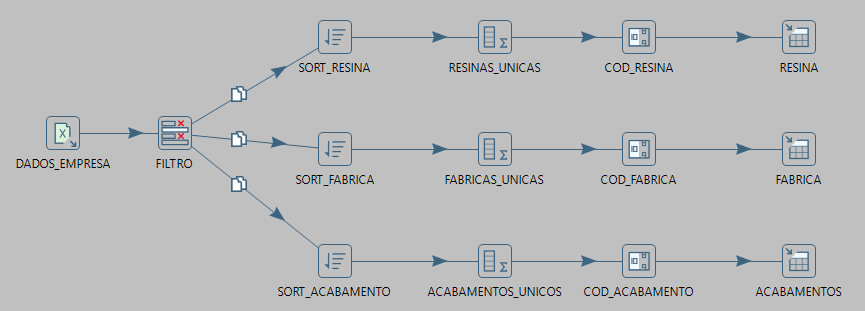 SORT_RESINA
RESINAS_UNICAS
COD_RESINA
RESINA
DADOS_EMPRESA
FILTRO
SORT_FABRICA
FABRICAS_UNICAS
COD_FABRICA
FABRICA
SORT_ACABAMENTO
ACABAMENTOS_UNICOS
COD_ACABAMENTO
ACABAMENTOS